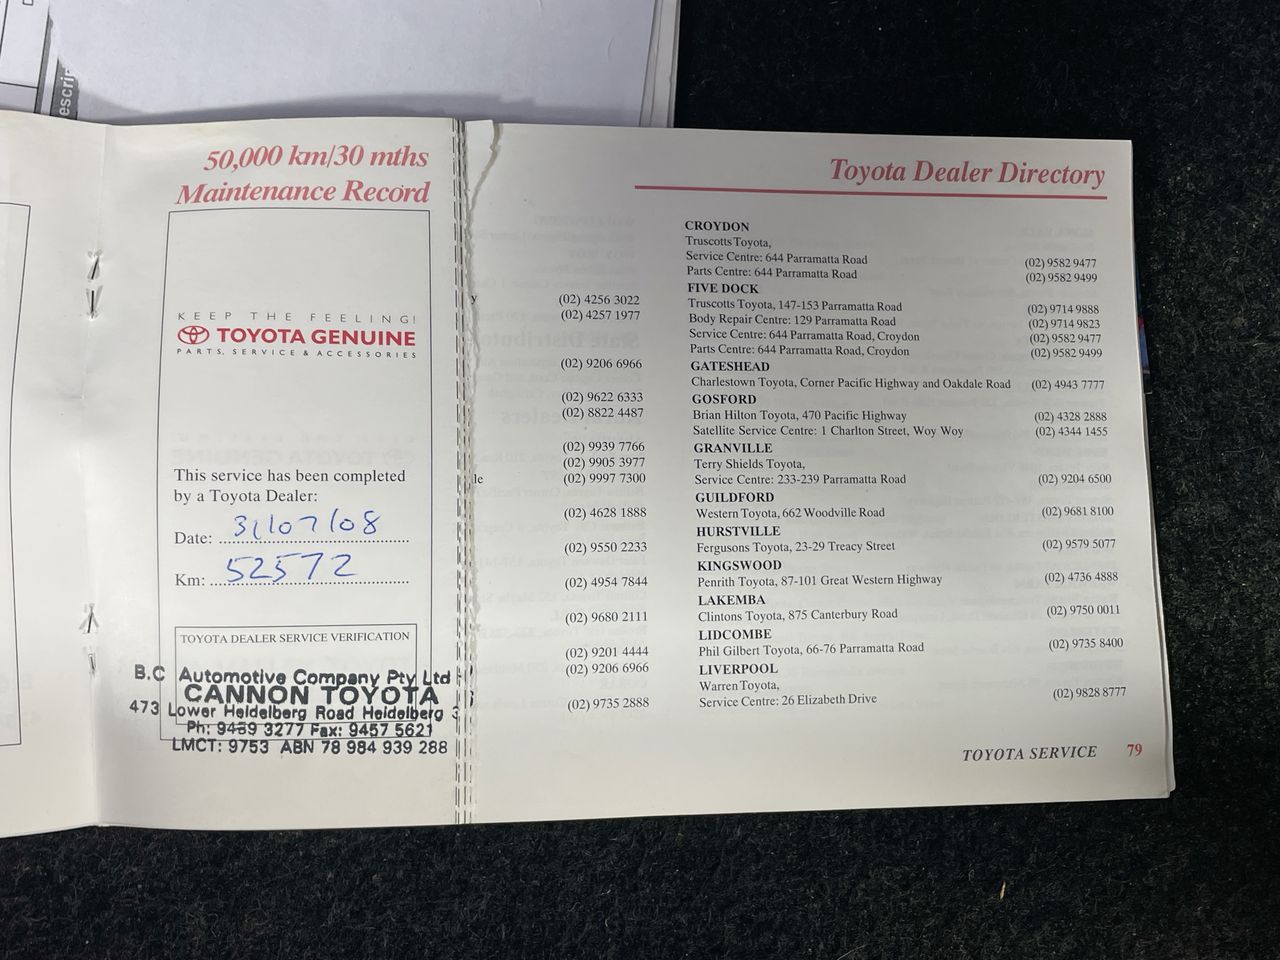 escri
50,000 km/30 mths
Maintenance Record
KEEP THE FEELING!
TOYOTA GENUINE
PARTS, SERVICE & ACCESSORIES
This service has been completed
by a Toyota Dealer:
Date: 31/07/08
Km: 52572
TOYOTA DEALER SERVICE VERIFICATION
B.C Automotive Company Pty Ltd
CANNON TOYOTA
473 Lower Heidelberg Road Heidelberg 3
Ph: 9459 3277 Fax: 9457 5621
LMCT: 9753 ABN 78 984 939 288
y (02) 4256 3022
(02) 4257 1977
(02) 9206 6966
(02) 9622 6333
(02) 8822 4487
(02) 9939 7766
(02) 9905 3977
le (02) 9997 7300
(02) 4628 1888
(02) 9550 2233
(02) 4954 7844
(02) 9680 2111
(02) 9201 4444
(02) 9206 6966
(02) 9735 2888
Toyota Dealer Directory
CROYDON
Truscotts Toyota,
Service Centre: 644 Parramatta Road (02) 9582 9477
Parts Centre: 644 Parramatta Road (02) 9582 9499
FIVE DOCK
Truscotts Toyota, 147-153 Parramatta Road (02) 9714 9888
Body Repair Centre: 129 Parramatta Road (02) 9714 9823
Service Centre: 644 Parramatta Road, Croydon (02) 9582 9477
Parts Centre: 644 Parramatta Road, Croydon (02) 9582 9499
GATESHEAD
Charlestown Toyota, Corner Pacific Highway and Oakdale Road (02) 4943 7777
GOSFORD
Brian Hilton Toyota, 470 Pacific Highway (02) 4328 2888
Satellite Service Centre: 1 Charlton Street, Woy Woy (02) 4344 1455
GRANVILLE
Terry Shields Toyota,
Service Centre: 233-239 Parramatta Road (02) 9204 6500
GUILDFORD
Western Toyota, 662 Woodville Road (02) 9681 8100
HURSTVILLE
Fergusons Toyota, 23-29 Treacy Street (02) 9579 5077
KINGSWOOD
Penrith Toyota, 87-101 Great Western Highway (02) 4736 4888
LAKEMBA
Clintons Toyota, 875 Canterbury Road (02) 9750 0011
LIDCOMBE
Phil Gilbert Toyota, 66-76 Parramatta Road (02) 9735 8400
LIVERPOOL
Warren Toyota,
Service Centre: 26 Elizabeth Drive (02) 9828 8777
TOYOTA SERVICE 79